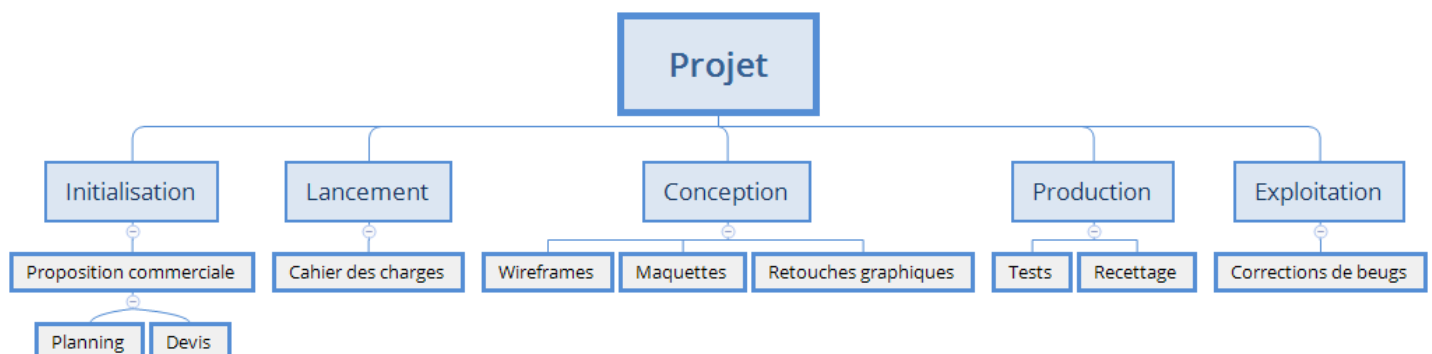 Projet
Initialisation
Lancement
Conception
Production
Exploitation
Proposition commerciale
Cahier des charges
Wireframes
Maquettes
Retouches graphiques
Tests
Recettage
Corrections de beugs
Planning
Devis